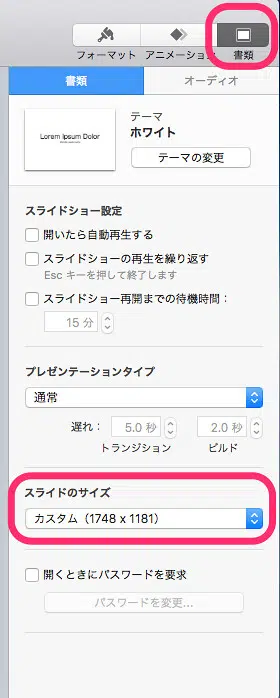 フォーマット アニメーション 書類
書類 オーディオ
Lorem Ipsum Dolor
テーマ
ホワイト
テーマの変更
スライドショー設定
開いたら自動再生する
スライドショーの再生を繰り返す
Esc キーを押して終了します
スライドショー再開までの待機時間：
15 分
プレゼンテーションタイプ
通常
遅れ： 5.0 秒 2.0 秒
トランジション ビルド
スライドのサイズ
カスタム（1748 x 1181）
開くときにパスワードを要求
パスワードを変更...